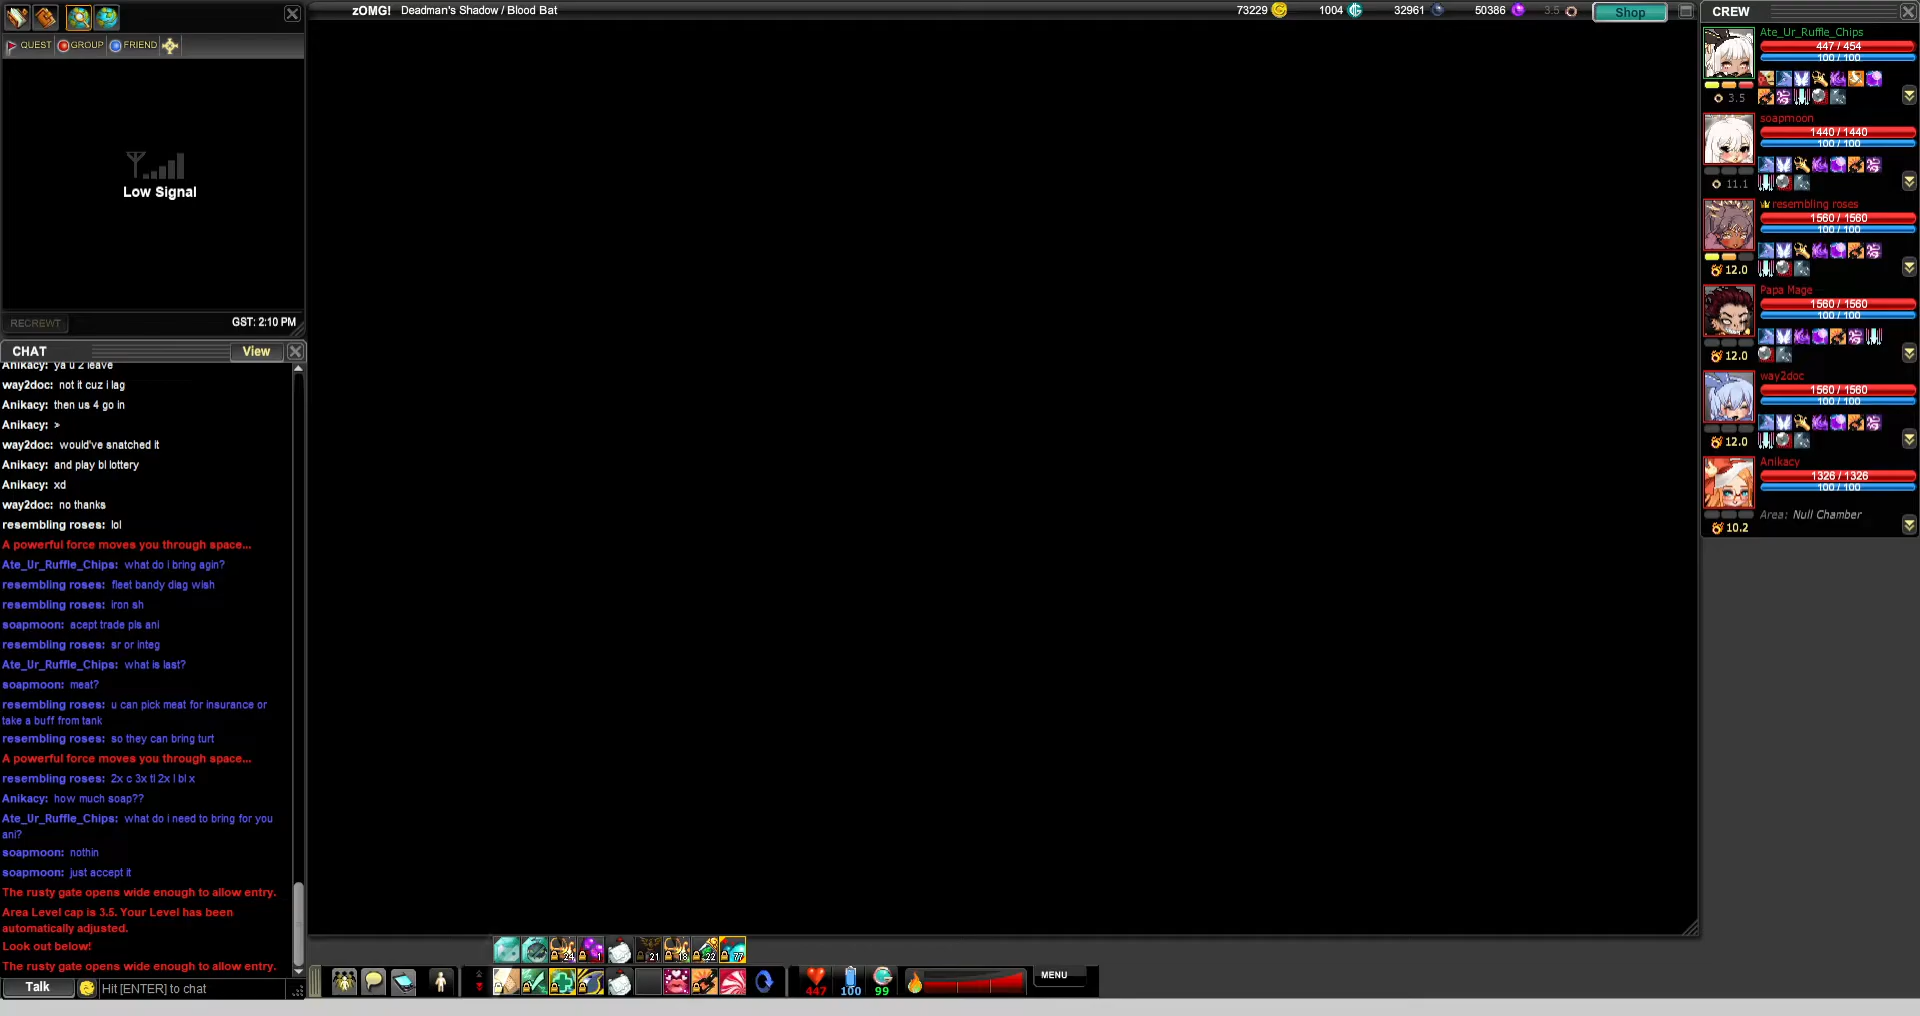 zOMG! Deadman's Shadow / Blood Bat
73229
1004
32961
50386
3.5
Shop
QUEST
GROUP
FRIEND
Low Signal
RECREWT
GST: 2:10 PM
CHAT
View
Anikacy: ya u 2 leave
way2doc: not it cuz i lag
Anikacy: then us 4 go in
Anikacy: >
way2doc: would've snatched it
Anikacy: and play bl lottery
Anikacy: xd
way2doc: no thanks
resembling roses: lol
A powerful force moves you through space...
Ate_Ur_Ruffle_Chips: what do i bring agin?
resembling roses: fleet bandy diag wish
resembling roses: iron sh
soapmoon: acept trade pls ani
resembling roses: sr or integ
Ate_Ur_Ruffle_Chips: what is last?
soapmoon: meat?
resembling roses: u can pick meat for insurance or
take a buff from tank
resembling roses: so they can bring turt
A powerful force moves you through space...
resembling roses: 2x c 3x tl 2x l bl x
Anikacy: how much soap??
Ate_Ur_Ruffle_Chips: what do i need to bring for you
ani?
soapmoon: nothin
soapmoon: just accept it
The rusty gate opens wide enough to allow entry.
Area Level cap is 3.5. Your Level has been
automatically adjusted.
Look out below!
The rusty gate opens wide enough to allow entry.
Talk
Hit [ENTER] to chat
24
1
21
18
22
77
447
100
99
MENU
CREW
Ate_Ur_Ruffle_Chips
447 / 454
100 / 100
3.5
soapmoon
1440 / 1440
100 / 100
11.1
resembling roses
1560 / 1560
100 / 100
12.0
Papa Mage
1560 / 1560
100 / 100
12.0
way2doc
1560 / 1560
100 / 100
12.0
Anikacy
1326 / 1326
100 / 100
Area: Null Chamber
10.2